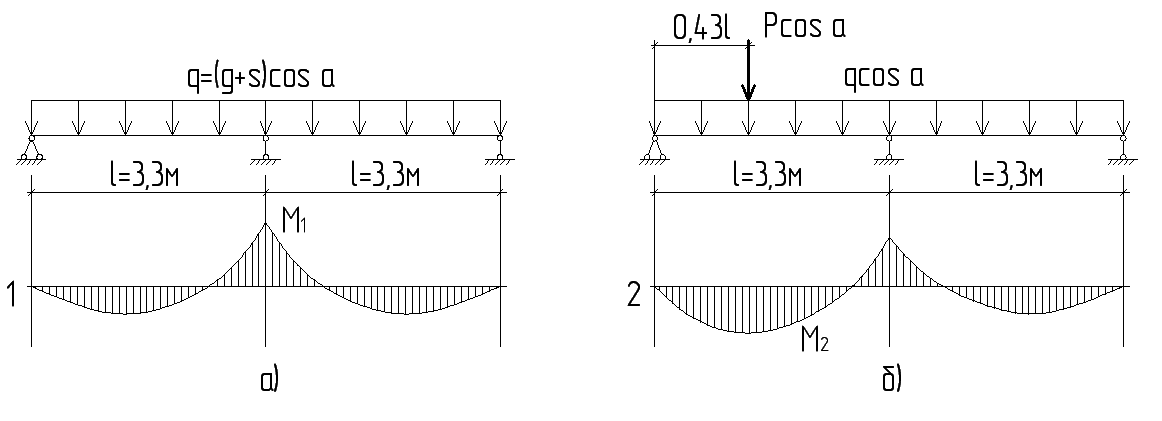 q=(g+s)cos a
l=3,3м
l=3,3м
M1
1
а)
0,43l
Pcos a
qcos a
l=3,3м
l=3,3м
2
M2
б)